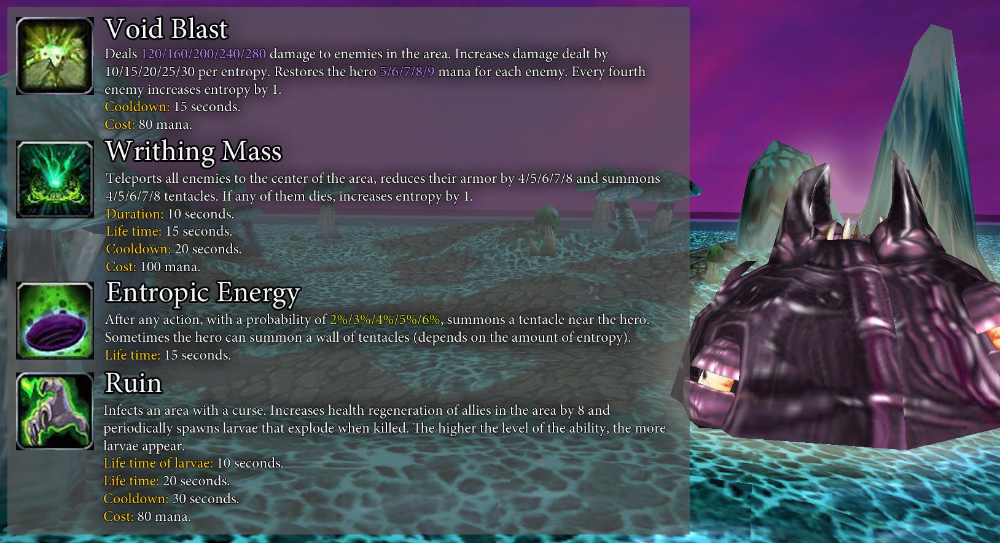 Void Blast
Deals 120/160/200/240/280 damage to enemies in the area. Increases damage dealt by
10/15/20/25/30 per entropy. Restores the hero 5/6/7/8/9 mana for each enemy. Every fourth
enemy increases entropy by 1.
Cooldown: 15 seconds.
Cost: 80 mana.
Writhing Mass
Teleports all enemies to the center of the area, reduces their armor by 4/5/6/7/8 and summons
4/5/6/7/8 tentacles. If any of them dies, increases entropy by 1.
Duration: 10 seconds.
Life time: 15 seconds.
Cooldown: 20 seconds.
Cost: 100 mana.
Entropic Energy
After any action, with a probability of 2%/3%/4%/5%/6%, summons a tentacle near the hero.
Sometimes the hero can summon a wall of tentacles (depends on the amount of entropy).
Life time: 15 seconds.
Ruin
Infects an area with a curse. Increases health regeneration of allies in the area by 8 and
periodically spawns larvae that explode when killed. The higher the level of the ability, the more
larvae appear.
Life time of larvae: 10 seconds.
Life time: 20 seconds.
Cooldown: 30 seconds.
Cost: 80 mana.